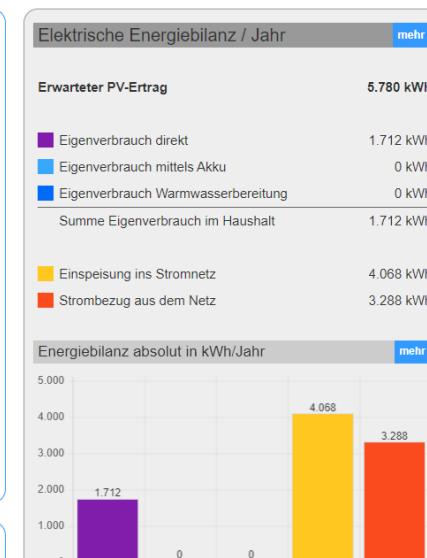 Elektrische Energiebilanz / Jahr mehr
Erwarteter PV-Ertrag 5.780 kWh
Eigenverbrauch direkt 1.712 kWh
Eigenverbrauch mittels Akku 0 kWh
Eigenverbrauch Warmwasserbereitung 0 kWh
Summe Eigenverbrauch im Haushalt 1.712 kWh
Einspeisung ins Stromnetz 4.068 kWh
Strombezug aus dem Netz 3.288 kWh
Energiebilanz absolut in kWh/Jahr mehr
5.000
4.000
3.000
2.000
1.000
1.712
0
0
4.068
3.288